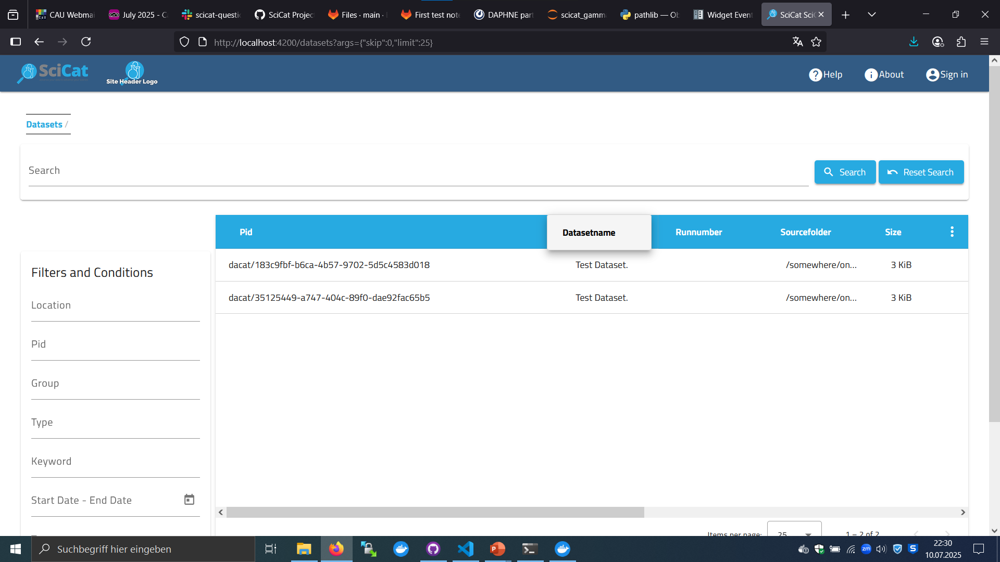 CAU Webmai
July 2025 - C
scicat-questio
SciCat Project
Files · main ·
First test note
DAPHNE part
scicat_gamma
pathlib — Ob
Widget Event
SciCat Sci
http://localhost:4200/datasets?args={"skip":0,"limit":25}
SciCat
Site Header Logo
Help
About
Sign in
Datasets /
Search
Search
Reset Search
Pid
Datasetname
Runnumber
Sourcefolder
Size
dacat/183c9fbf-b6ca-4b57-9702-5d5c4583d018
Test Dataset.
/somewhere/on...
3 KiB
dacat/35125449-a747-404c-89f0-dae92fac65b5
Test Dataset.
/somewhere/on...
3 KiB
Filters and Conditions
Location
Pid
Group
Type
Keyword
Start Date - End Date
Items per page:
25
1 – 2 of 2
Suchbegriff hier eingeben
22:30
10.07.2025